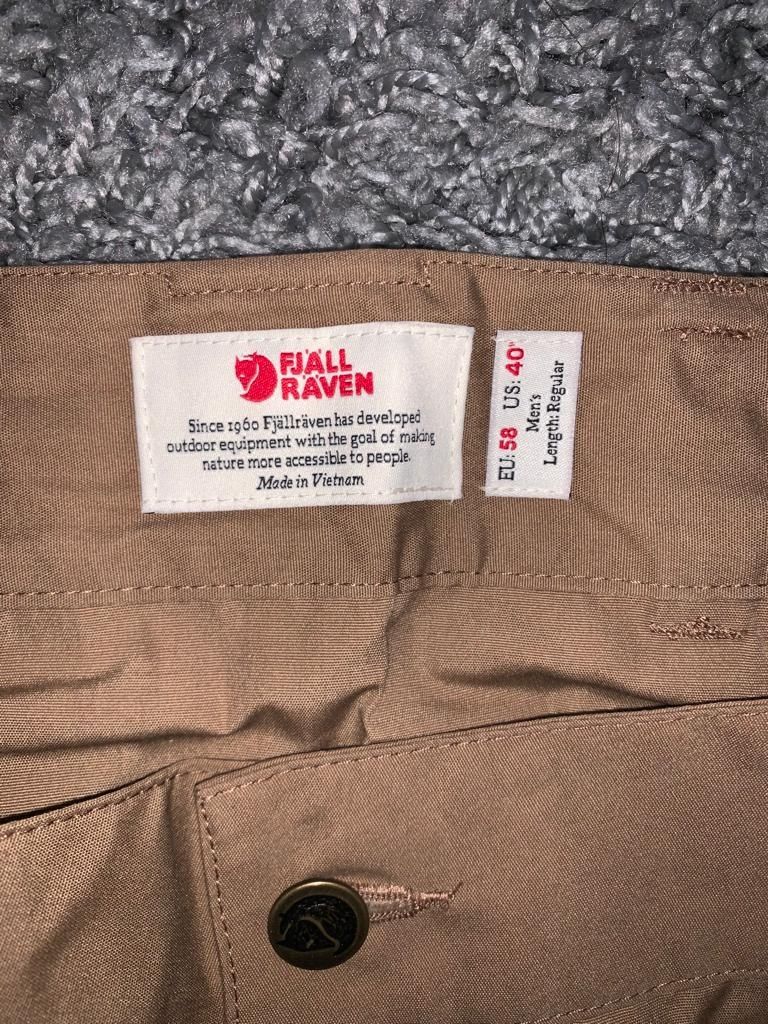 FJÄLL
RÄVEN
Since 1960 Fjällräven has developed
outdoor equipment with the goal of making
nature more accessible to people.
Made in Vietnam
EU: 58 US: 40"
Men's
Length: Regular